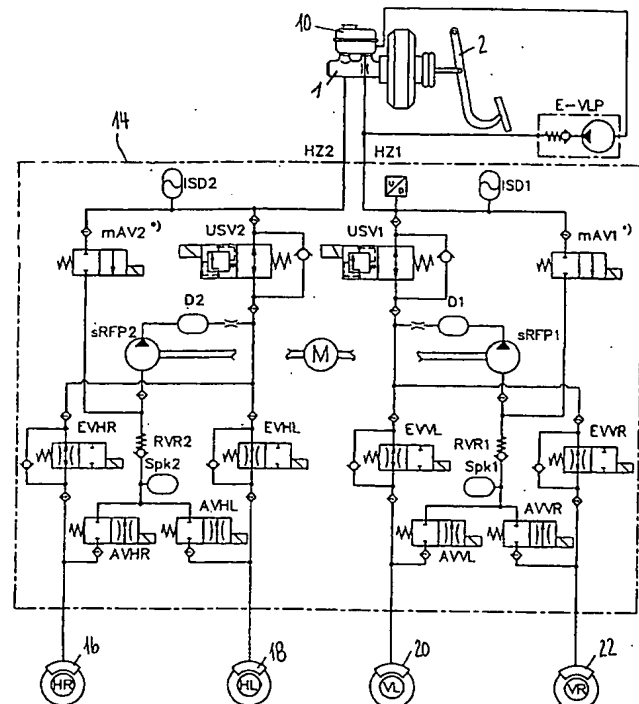 10
2
1
E-VLP
14
HZ2
HZ1
ISD2
ISD1
U
mAV2 *)
USV2
USV1
mAV1 *)
D2
D1
sRFP2
sRFP1
M
EVHR
EVHL
EVVL
EVVR
RVR2
RVR1
Spk2
Spk1
AVHL
AVVR
AVHR
AVVL
16
18
20
22
HR
HL
VL
VR